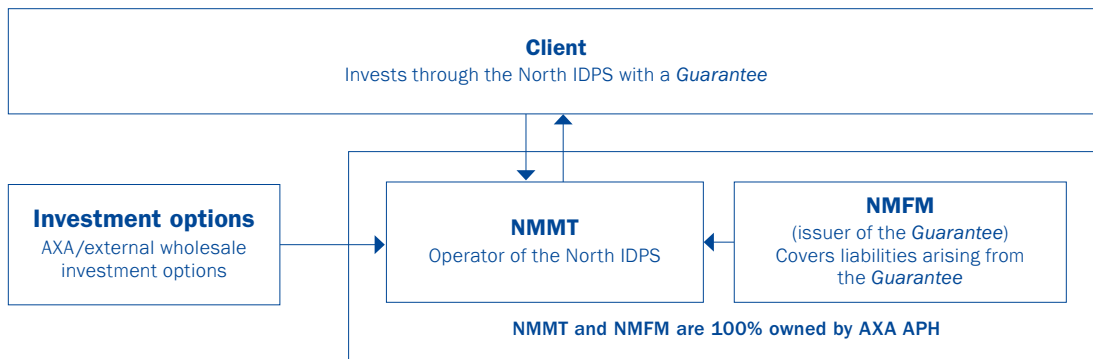 Client
Invests through the North IDPS with a Guarantee
Investment options
AXA/external wholesale
investment options
NMMT
Operator of the North IDPS
NMFM
(issuer of the Guarantee)
Covers liabilities arising from
the Guarantee
NMMT and NMFM are 100% owned by AXA APH